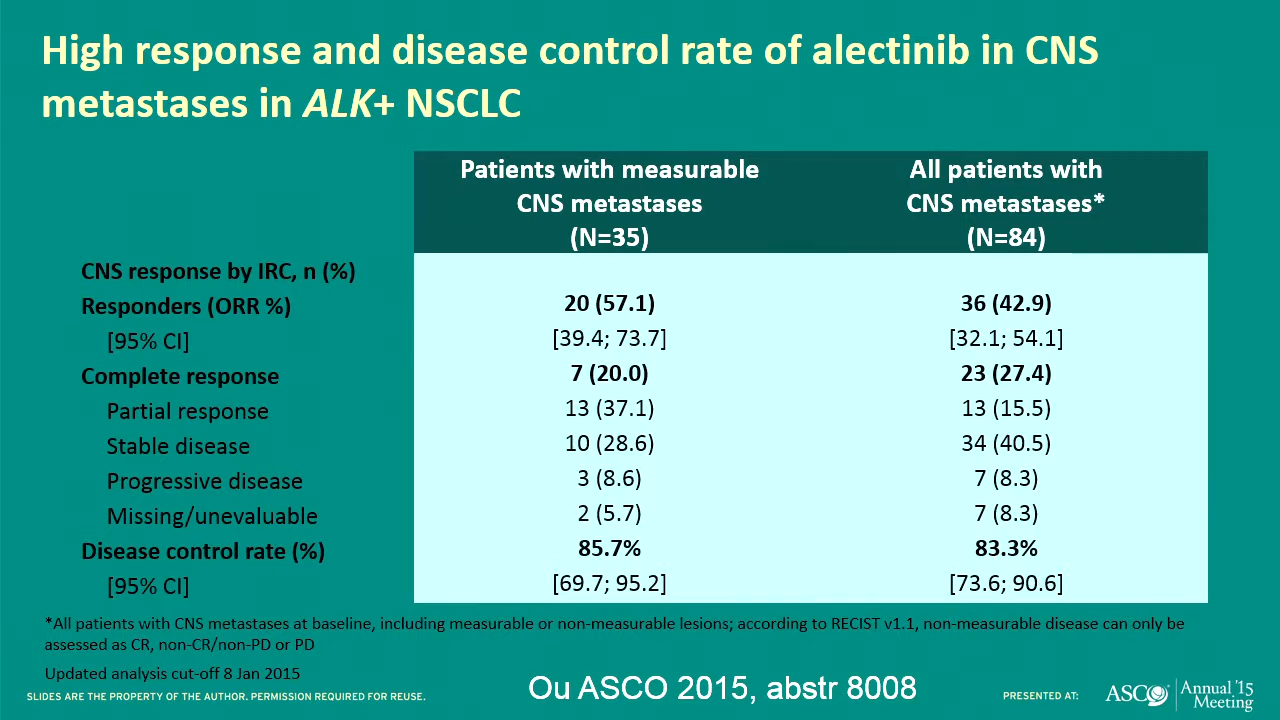 High response and disease control rate of alectinib in CNS
metastases in ALK+ NSCLC
Patients with measurable
CNS metastases
(N=35)
All patients with
CNS metastases*
(N=84)
CNS response by IRC, n (%)
Responders (ORR %) 20 (57.1) 36 (42.9)
[95% CI] [39.4; 73.7] [32.1; 54.1]
Complete response 7 (20.0) 23 (27.4)
Partial response 13 (37.1) 13 (15.5)
Stable disease 10 (28.6) 34 (40.5)
Progressive disease 3 (8.6) 7 (8.3)
Missing/unevaluable 2 (5.7) 7 (8.3)
Disease control rate (%) 85.7% 83.3%
[95% CI] [69.7; 95.2] [73.6; 90.6]
*All patients with CNS metastases at baseline, including measurable or non-measurable lesions; according to RECIST v1.1, non-measurable disease can only be
assessed as CR, non-CR/non-PD or PD
Updated analysis cut-off 8 Jan 2015
SLIDES ARE THE PROPERTY OF THE AUTHOR. PERMISSION REQUIRED FOR REUSE.
Ou ASCO 2015, abstr 8008
PRESENTED AT:
ASCO
Annual '15
Meeting